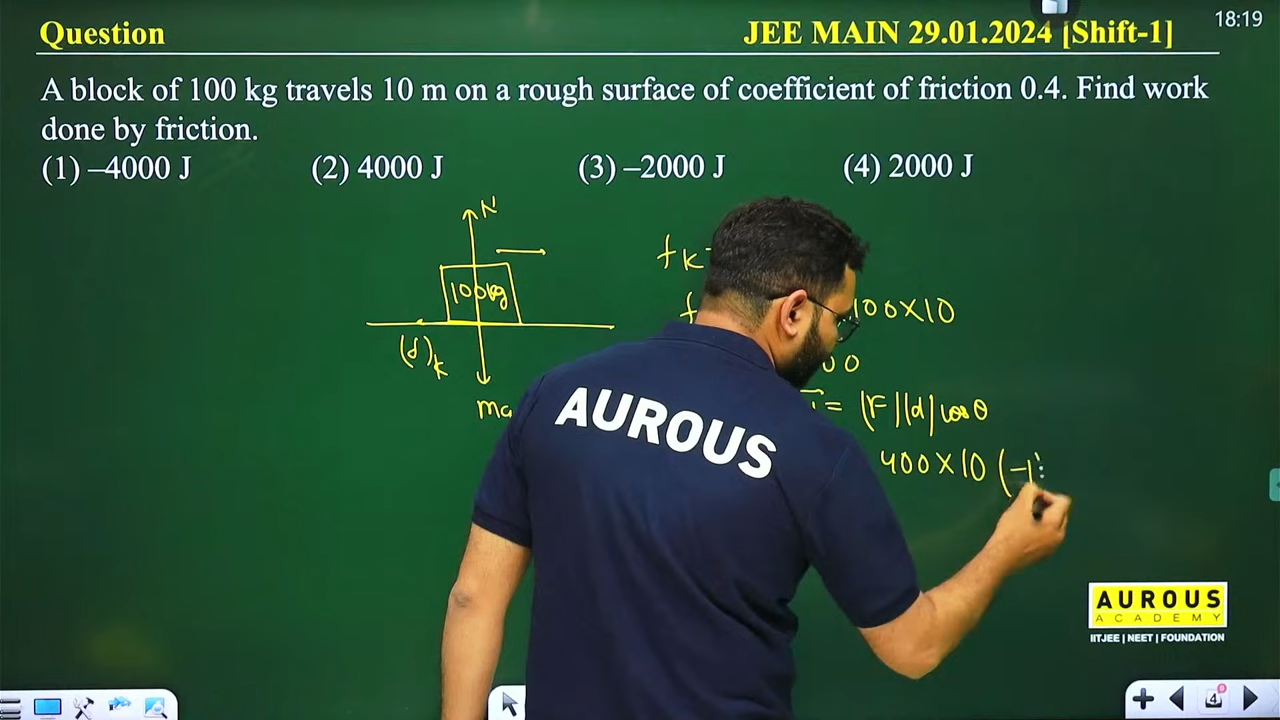 Question
JEE MAIN 29.01.2024 [Shift-1]
18:19
A block of 100 kg travels 10 m on a rough surface of coefficient of friction 0.4. Find work
done by friction.
(1) –4000 J (2) 4000 J (3) –2000 J (4) 2000 J
N
100kg
fK
100×10
00
(f)k
= |F||d| cos θ
400×10 (-1)
AUROUS
AUROUS
ACADEMY
IITJEE | NEET | FOUNDATION
4